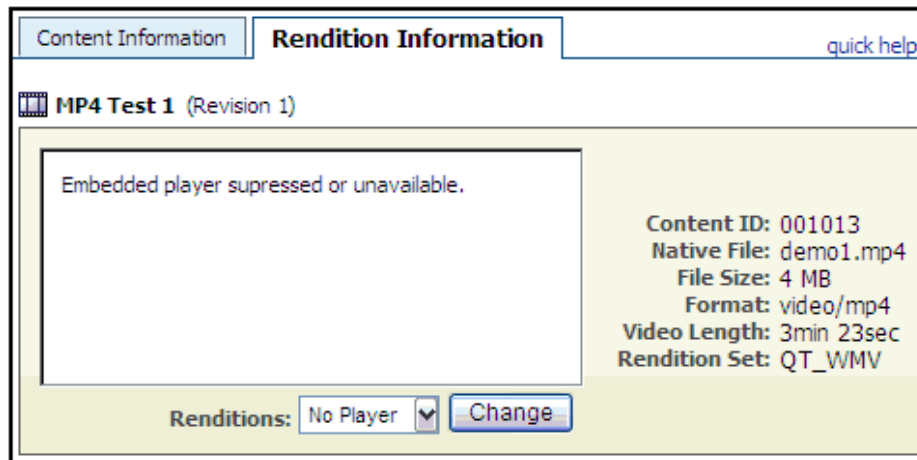 Content Information
Rendition Information
quick help
MP4 Test 1 (Revision 1)
Embedded player supressed or unavailable.
Content ID: 001013
Native File: demo1.mp4
File Size: 4 MB
Format: video/mp4
Video Length: 3min 23sec
Rendition Set: QT_WMV
Renditions: No Player Change